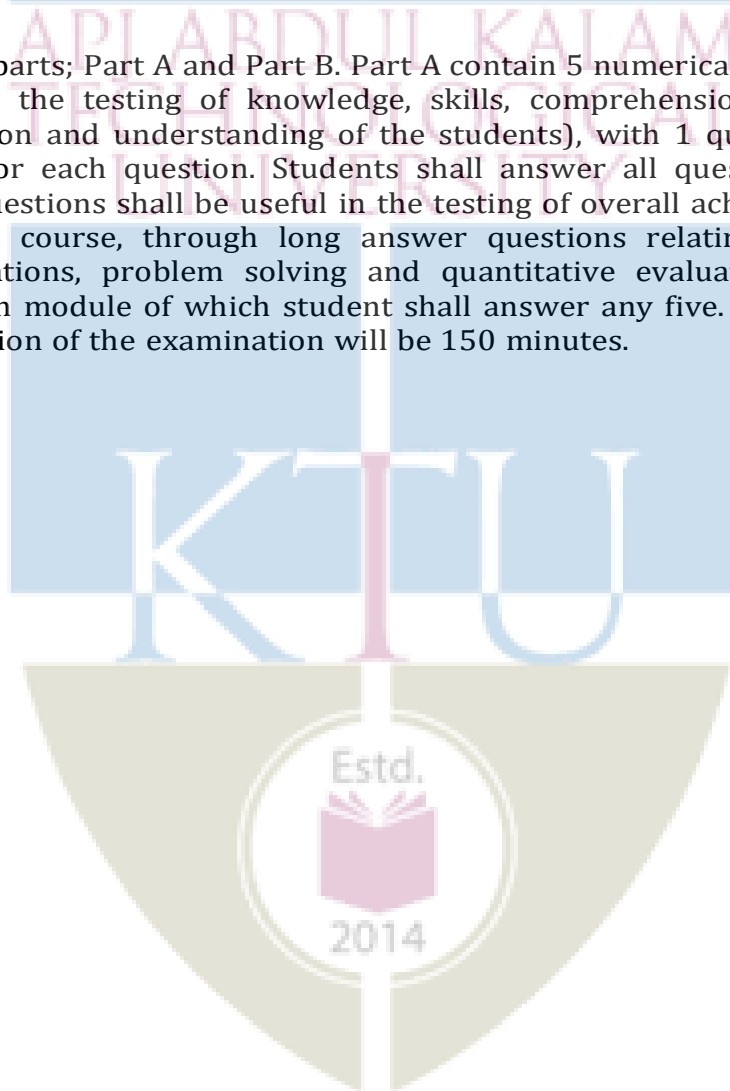 APJ ABDUL KALAM
parts; Part A and Part B. Part A contain 5 numerica
TECHNOLOGICAL
the testing of knowledge, skills, comprehensio
on and understanding of the students), with 1 qu
or each question. Students shall answer all ques
UNIVERSITY
uestions shall be useful in the testing of overall ach
course, through long answer questions relatin
ations, problem solving and quantitative evaluat
h module of which student shall answer any five.
ion of the examination will be 150 minutes.
KTU
Estd.
2014